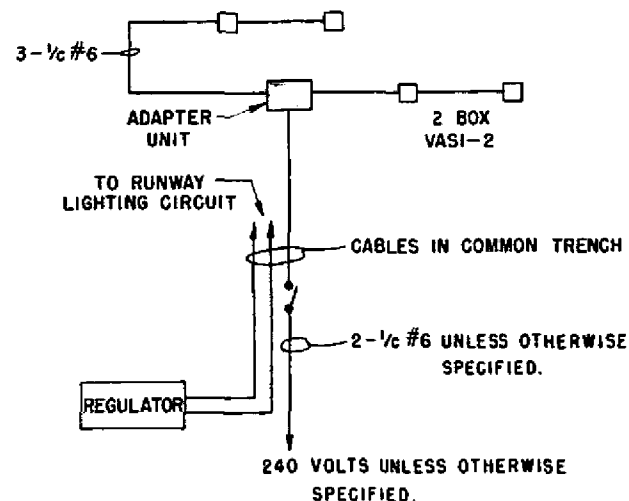 3-1/c #6
ADAPTER
UNIT
2 BOX
VASI-2
TO RUNWAY
LIGHTING CIRCUIT
CABLES IN COMMON TRENCH
2-1/c #6 UNLESS OTHERWISE
SPECIFIED.
REGULATOR
240 VOLTS UNLESS OTHERWISE
SPECIFIED.